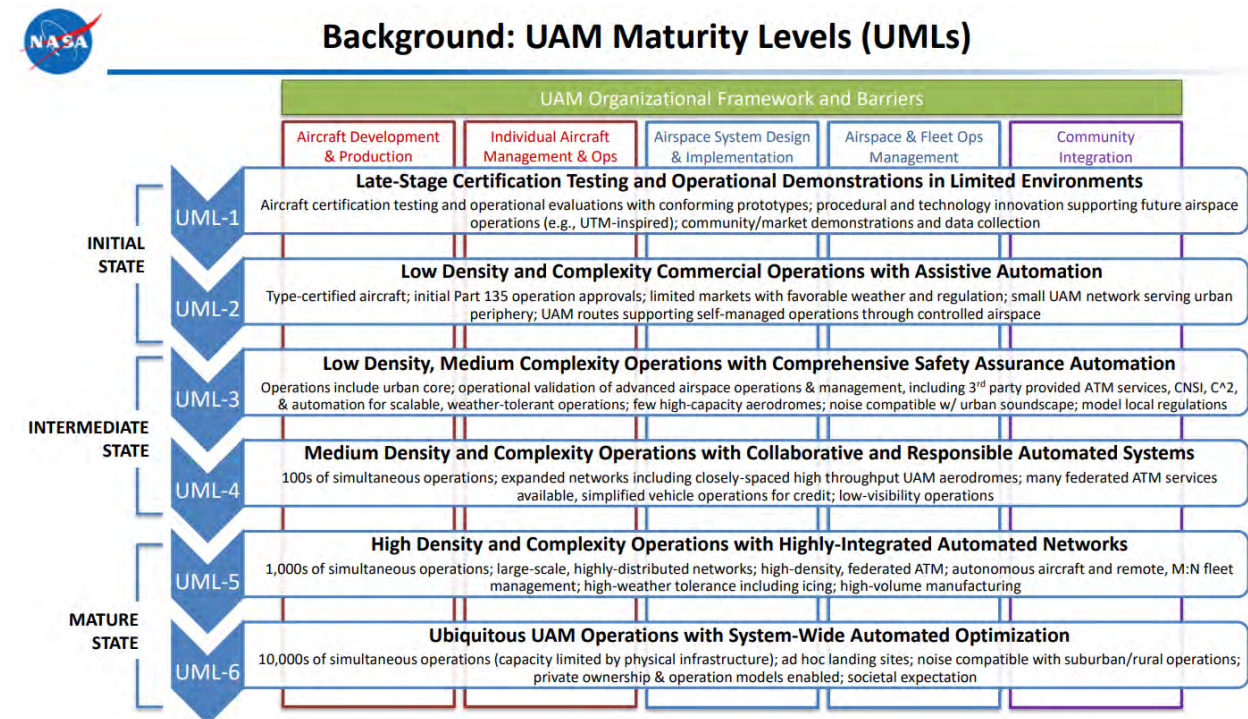 NASA
Background: UAM Maturity Levels (UMLs)
UAM Organizational Framework and Barriers
Aircraft Development
& Production
Individual Aircraft
Management & Ops
Airspace System Design
& Implementation
Airspace & Fleet Ops
Management
Community
Integration
INITIAL
STATE
UML-1
Late-Stage Certification Testing and Operational Demonstrations in Limited Environments
Aircraft certification testing and operational evaluations with conforming prototypes; procedural and technology innovation supporting future airspace
operations (e.g., UTM-inspired); community/market demonstrations and data collection
UML-2
Low Density and Complexity Commercial Operations with Assistive Automation
Type-certified aircraft; initial Part 135 operation approvals; limited markets with favorable weather and regulation; small UAM network serving urban
periphery; UAM routes supporting self-managed operations through controlled airspace
INTERMEDIATE
STATE
UML-3
Low Density, Medium Complexity Operations with Comprehensive Safety Assurance Automation
Operations include urban core; operational validation of advanced airspace operations & management, including 3rd party provided ATM services, CNSI, C^2,
& automation for scalable, weather-tolerant operations; few high-capacity aerodromes; noise compatible w/ urban soundscape; model local regulations
UML-4
Medium Density and Complexity Operations with Collaborative and Responsible Automated Systems
100s of simultaneous operations; expanded networks including closely-spaced high throughput UAM aerodromes; many federated ATM services
available, simplified vehicle operations for credit; low-visibility operations
MATURE
STATE
UML-5
High Density and Complexity Operations with Highly-Integrated Automated Networks
1,000s of simultaneous operations; large-scale, highly-distributed networks; high-density, federated ATM; autonomous aircraft and remote, M:N fleet
management; high-weather tolerance including icing; high-volume manufacturing
UML-6
Ubiquitous UAM Operations with System-Wide Automated Optimization
10,000s of simultaneous operations (capacity limited by physical infrastructure); ad hoc landing sites; noise compatible with suburban/rural operations;
private ownership & operation models enabled; societal expectation